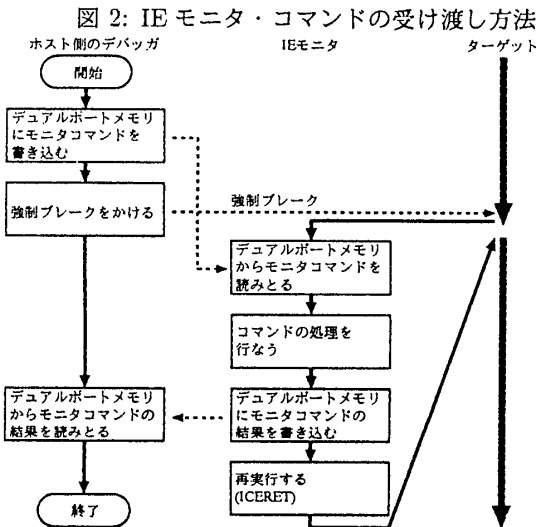 図 2: IE モニタ・コマンドの受け渡し方法
ホスト側のデバッガ
IEモニタ
ターゲット
開始
デュアルポートメモリ
にモニタコマンドを
書き込む
強制ブレークをかける
強制ブレーク
デュアルポートメモリ
からモニタコマンドを
読みとる
コマンドの処理を
行なう
デュアルポートメモリ
からモニタコマンドの
結果を読みとる
デュアルポートメモリ
にモニタコマンドの
結果を書き込む
再実行する
(ICERET)
終了